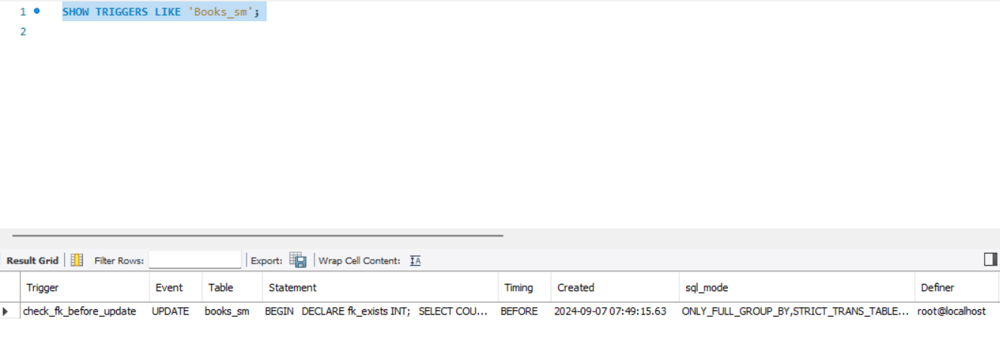 1 SHOW TRIGGERS LIKE 'Books_sm';
2
Result Grid Filter Rows: Export: Wrap Cell Content: IA
Trigger Event Table Statement Timing Created sql_mode Definer
check_fk_before_update UPDATE books_sm BEGIN DECLARE fk_exists INT; SELECT COU... BEFORE 2024-09-07 07:49:15.63 ONLY_FULL_GROUP_BY,STRICT_TRANS_TABLE... root@localhost